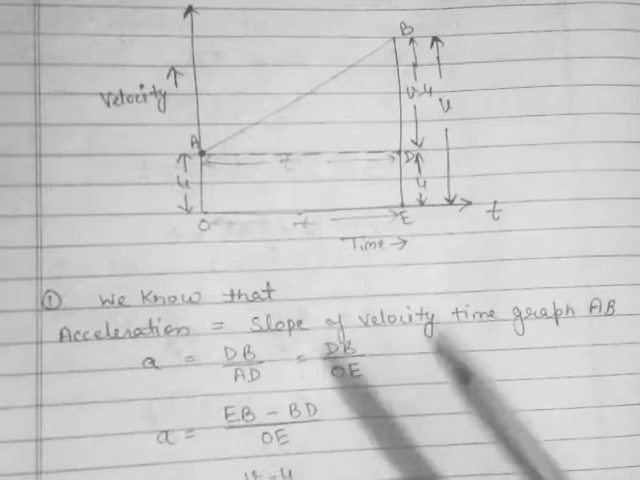 B
Velocity
v-u
v
A
t
D
u
u
O
t
E
t
Time →
① We Know that
Acceleration = Slope of velocity time graph AB
a = DB/AD = DB/OE
a = EB - BD/OE
v-u